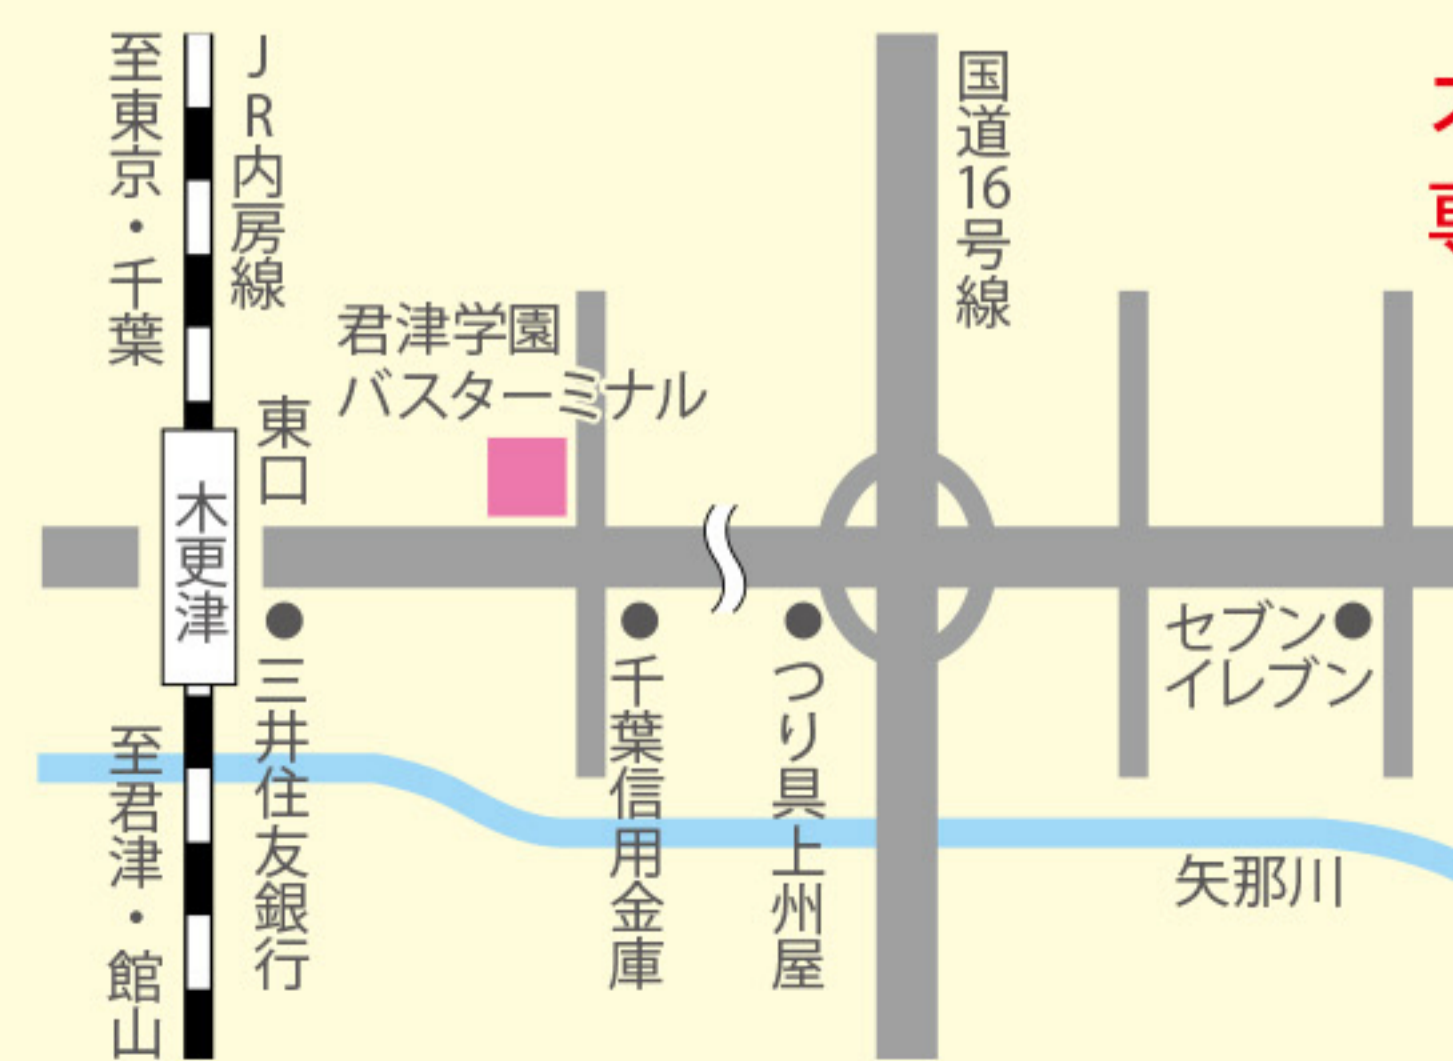 至東京・千葉
JR内房線
国道16号線
君津学園
バスターミナル
東口
木更津
セブン
イレブン
三井住友銀行
千葉信用金庫
つり具上州屋
至君津・館山
矢那川